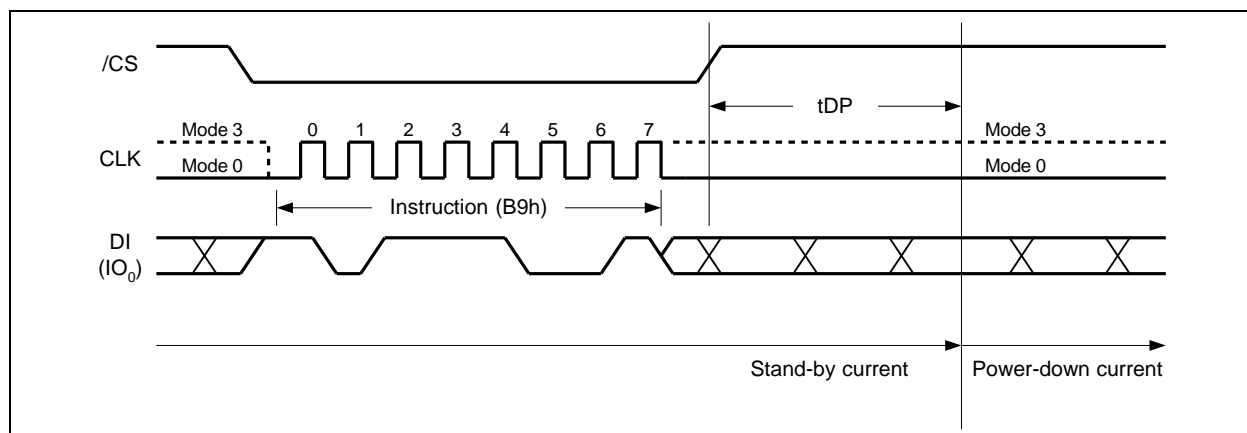 /CS
tDP
Mode 3 0 1 2 3 4 5 6 7 Mode 3
CLK
Mode 0 Mode 0
Instruction (B9h)
DI
(IO0)
Stand-by current Power-down current